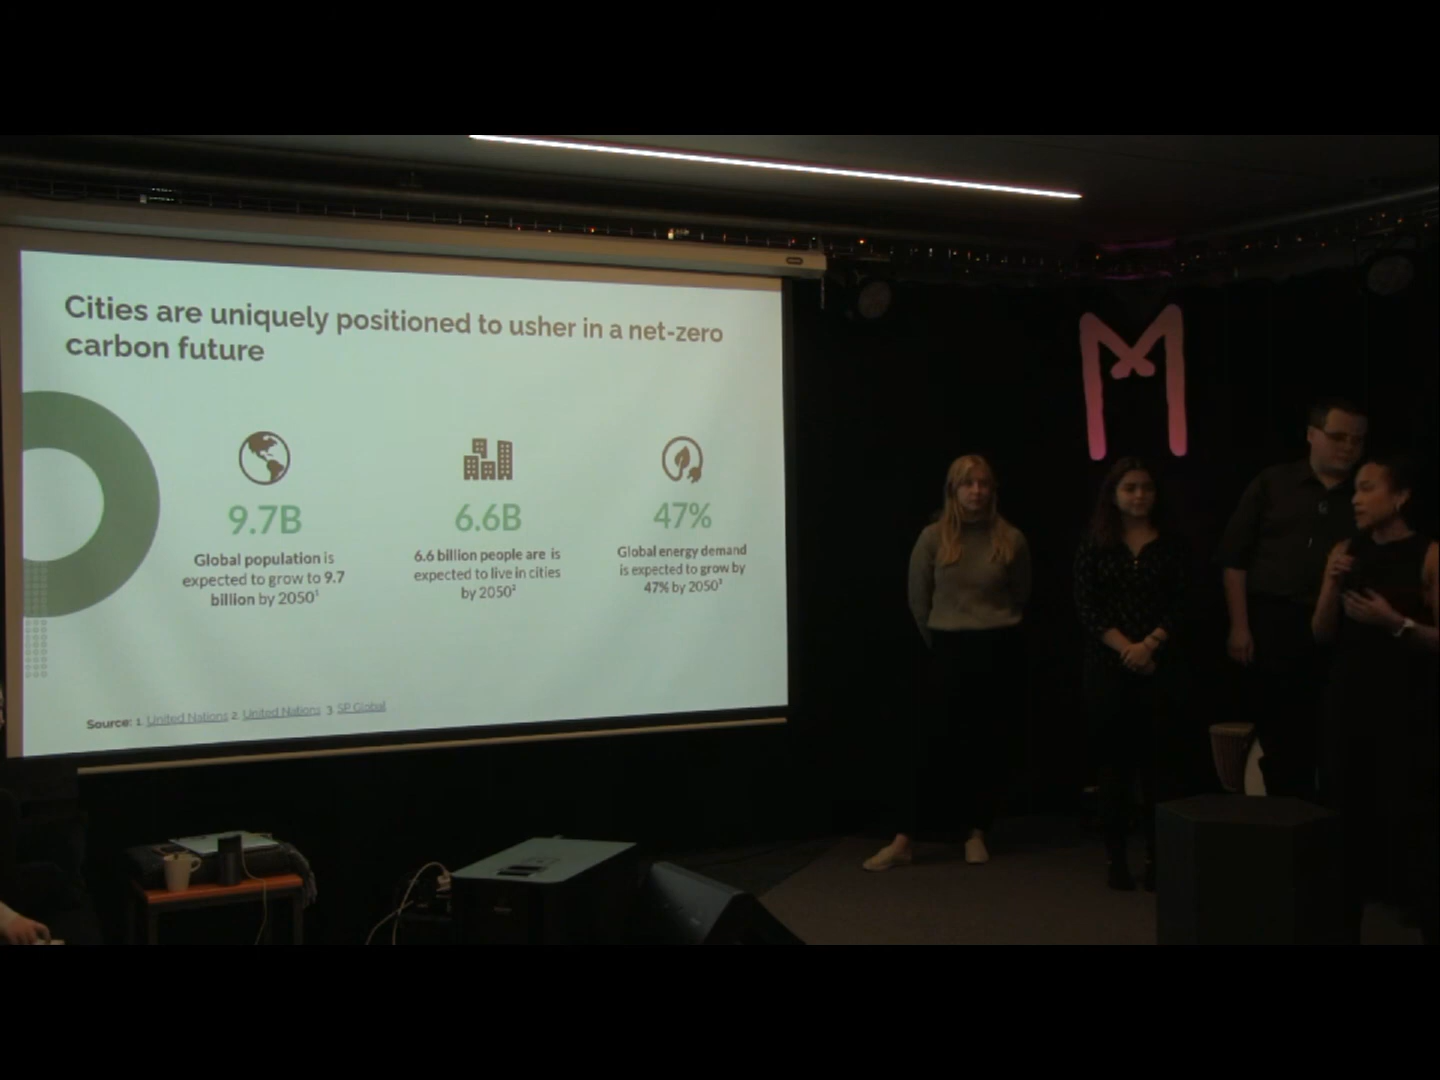 Cities are uniquely positioned to usher in a net-zero
carbon future
9.7B
Global population is
expected to grow to 9.7
billion by 2050¹
6.6B
6.6 billion people are is
expected to live in cities
by 2050²
47%
Global energy demand
is expected to grow by
47% by 2050³
Source: 1. United Nations 2. United Nations 3. SP Global
M